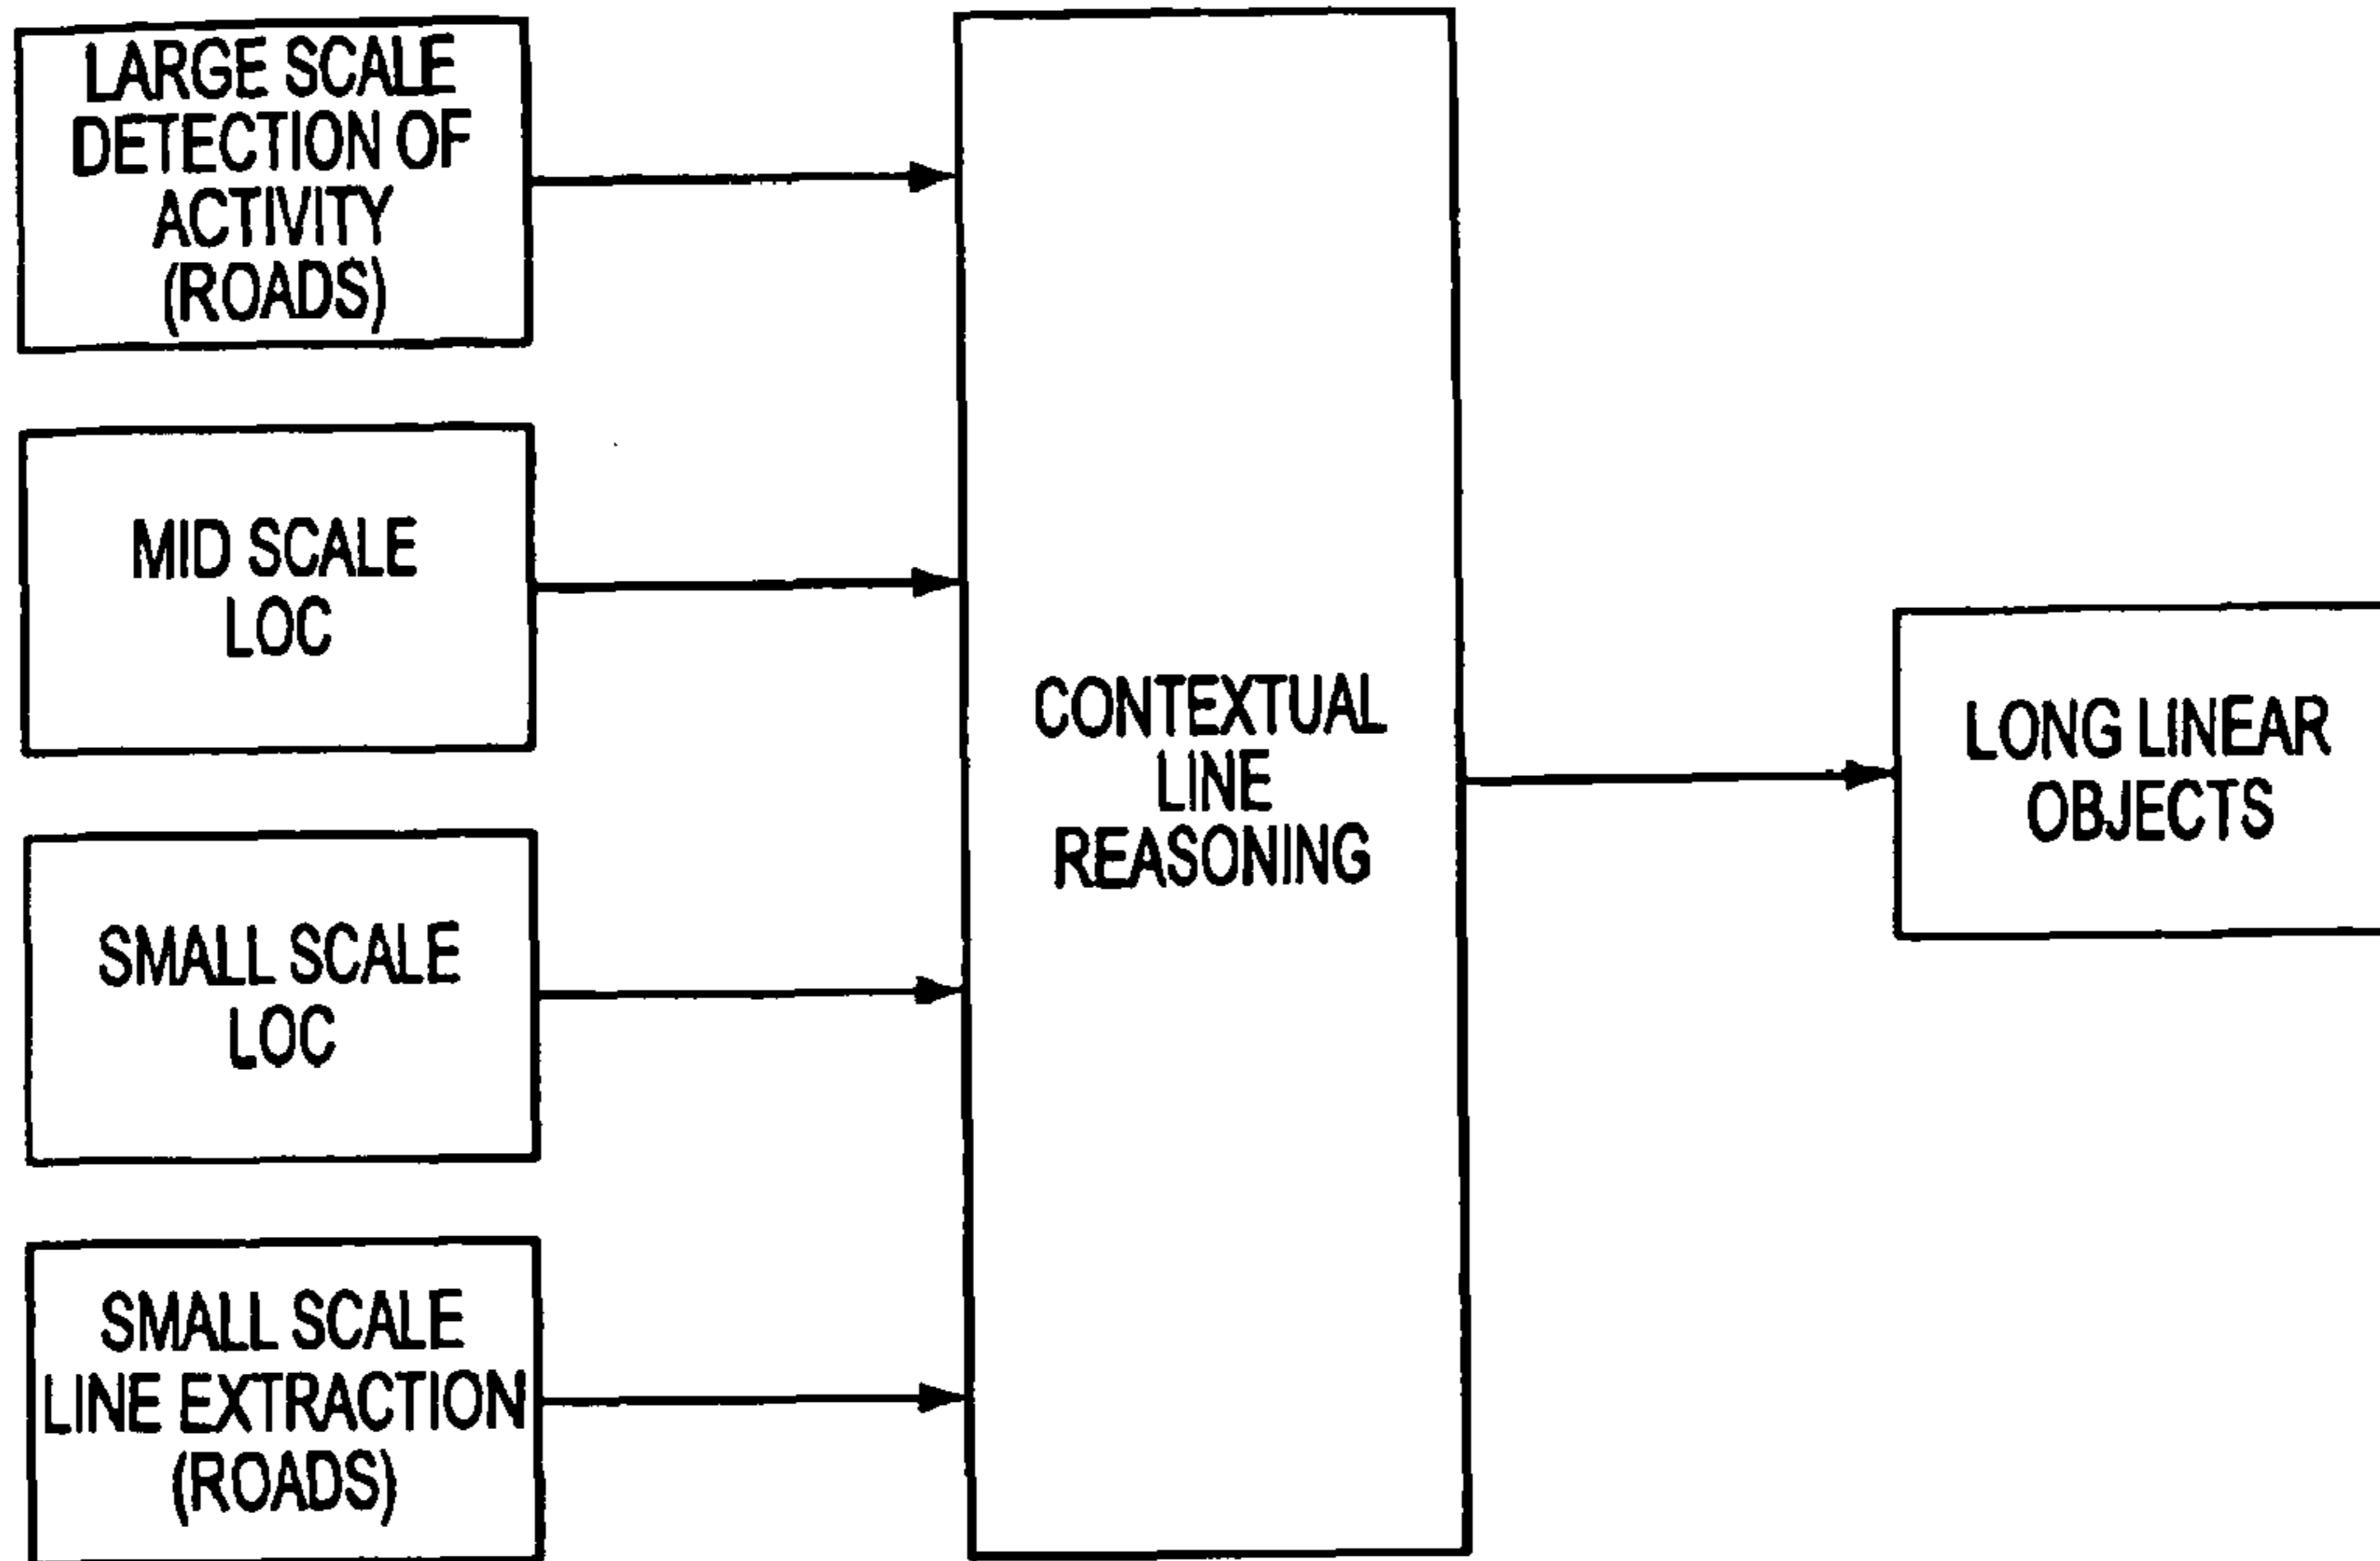 LARGE SCALE
DETECTION OF
ACTIVITY
(ROADS)
MID SCALE
LOC
SMALL SCALE
LOC
SMALL SCALE
LINE EXTRACTION
(ROADS)
CONTEXTUAL
LINE
REASONING
LONG LINEAR
OBJECTS